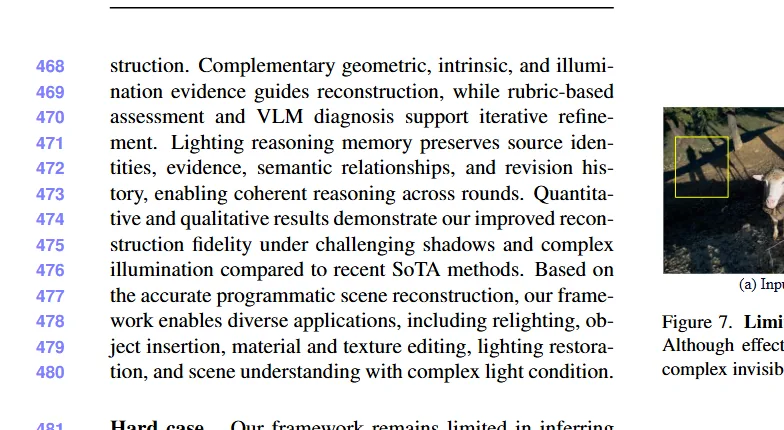 468 struction. Complementary geometric, intrinsic, and illumi-
469 nation evidence guides reconstruction, while rubric-based
470 assessment and VLM diagnosis support iterative refine-
471 ment. Lighting reasoning memory preserves source iden-
472 tities, evidence, semantic relationships, and revision his-
473 tory, enabling coherent reasoning across rounds. Quantita-
474 tive and qualitative results demonstrate our improved recon-
475 struction fidelity under challenging shadows and complex
476 illumination compared to recent SoTA methods. Based on
477 the accurate programmatic scene reconstruction, our frame-
478 work enables diverse applications, including relighting, ob-
479 ject insertion, material and texture editing, lighting restora-
480 tion, and scene understanding with complex light condition.
481 Hard case. Our framework remains limited in inferring
(a) Inpu
Figure 7. Limi
Although effect
complex invisib